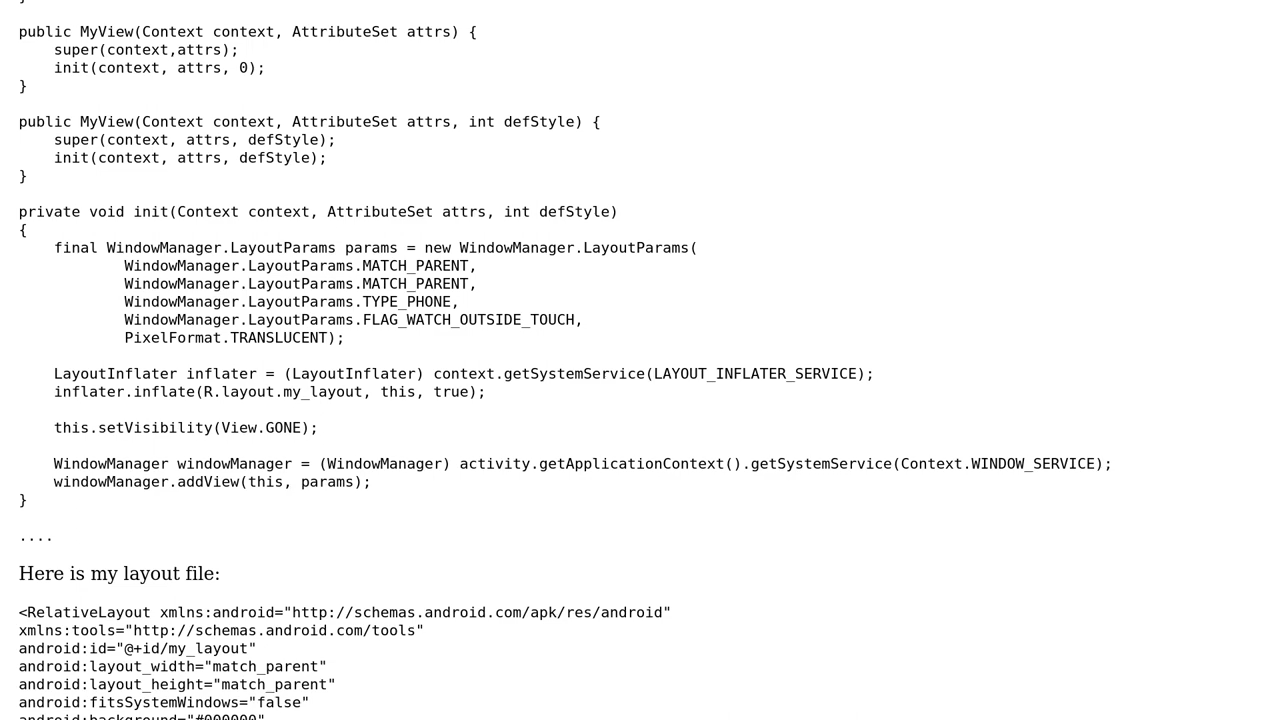 }
public MyView(Context context, AttributeSet attrs) {
super(context,attrs);
init(context, attrs, 0);
}
public MyView(Context context, AttributeSet attrs, int defStyle) {
super(context, attrs, defStyle);
init(context, attrs, defStyle);
}
private void init(Context context, AttributeSet attrs, int defStyle)
{
final WindowManager.LayoutParams params = new WindowManager.LayoutParams(
WindowManager.LayoutParams.MATCH_PARENT,
WindowManager.LayoutParams.MATCH_PARENT,
WindowManager.LayoutParams.TYPE_PHONE,
WindowManager.LayoutParams.FLAG_WATCH_OUTSIDE_TOUCH,
PixelFormat.TRANSLUCENT);
LayoutInflater inflater = (LayoutInflater) context.getSystemService(LAYOUT_INFLATER_SERVICE);
inflater.inflate(R.layout.my_layout, this, true);
this.setVisibility(View.GONE);
WindowManager windowManager = (WindowManager) activity.getApplicationContext().getSystemService(Context.WINDOW_SERVICE);
windowManager.addView(this, params);
}
....
Here is my layout file:
<RelativeLayout xmlns:android="http://schemas.android.com/apk/res/android"
xmlns:tools="http://schemas.android.com/tools"
android:id="@+id/my_layout"
android:layout_width="match_parent"
android:layout_height="match_parent"
android:fitsSystemWindows="false"
android:background="#000000"